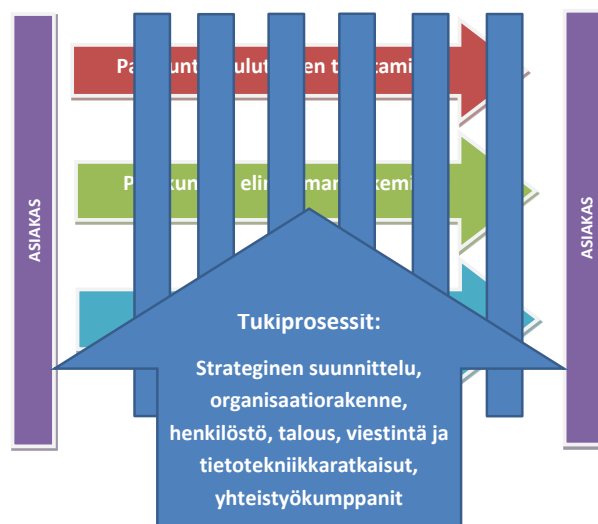 ASIAKAS
Tukiprosessit:
Strateginen suunnittelu,
organisaatiorakenne,
henkilöstö, talous, viestintä ja
tietotekniikkaratkaisut,
yhteistyökumppanit
ASIAKAS